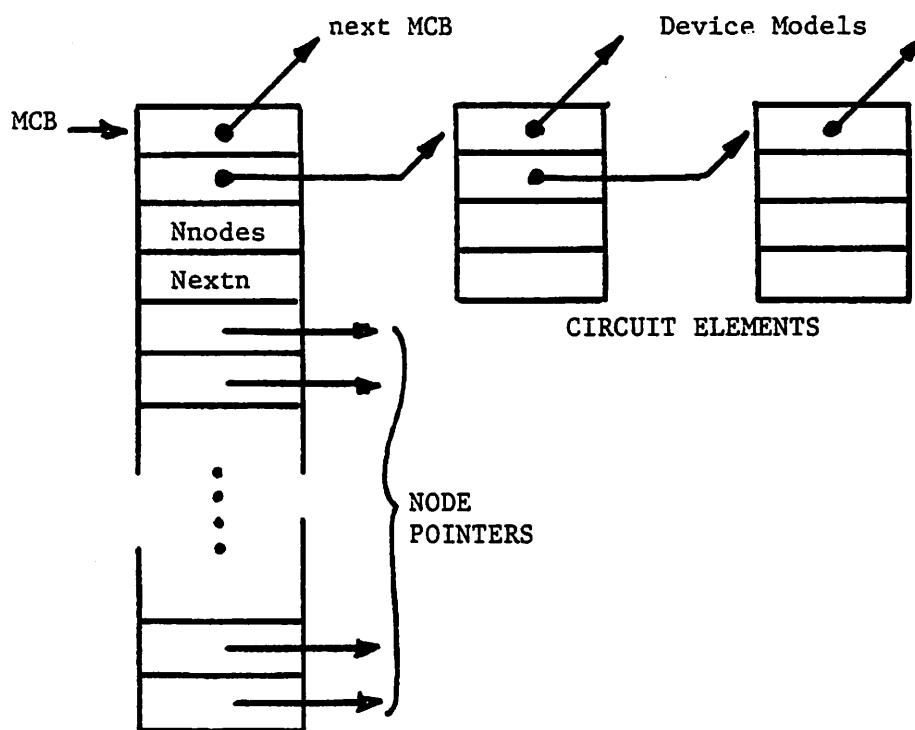 next MCB
Device Models
MCB
Nnodes
Nextn
CIRCUIT ELEMENTS
NODE
POINTERS